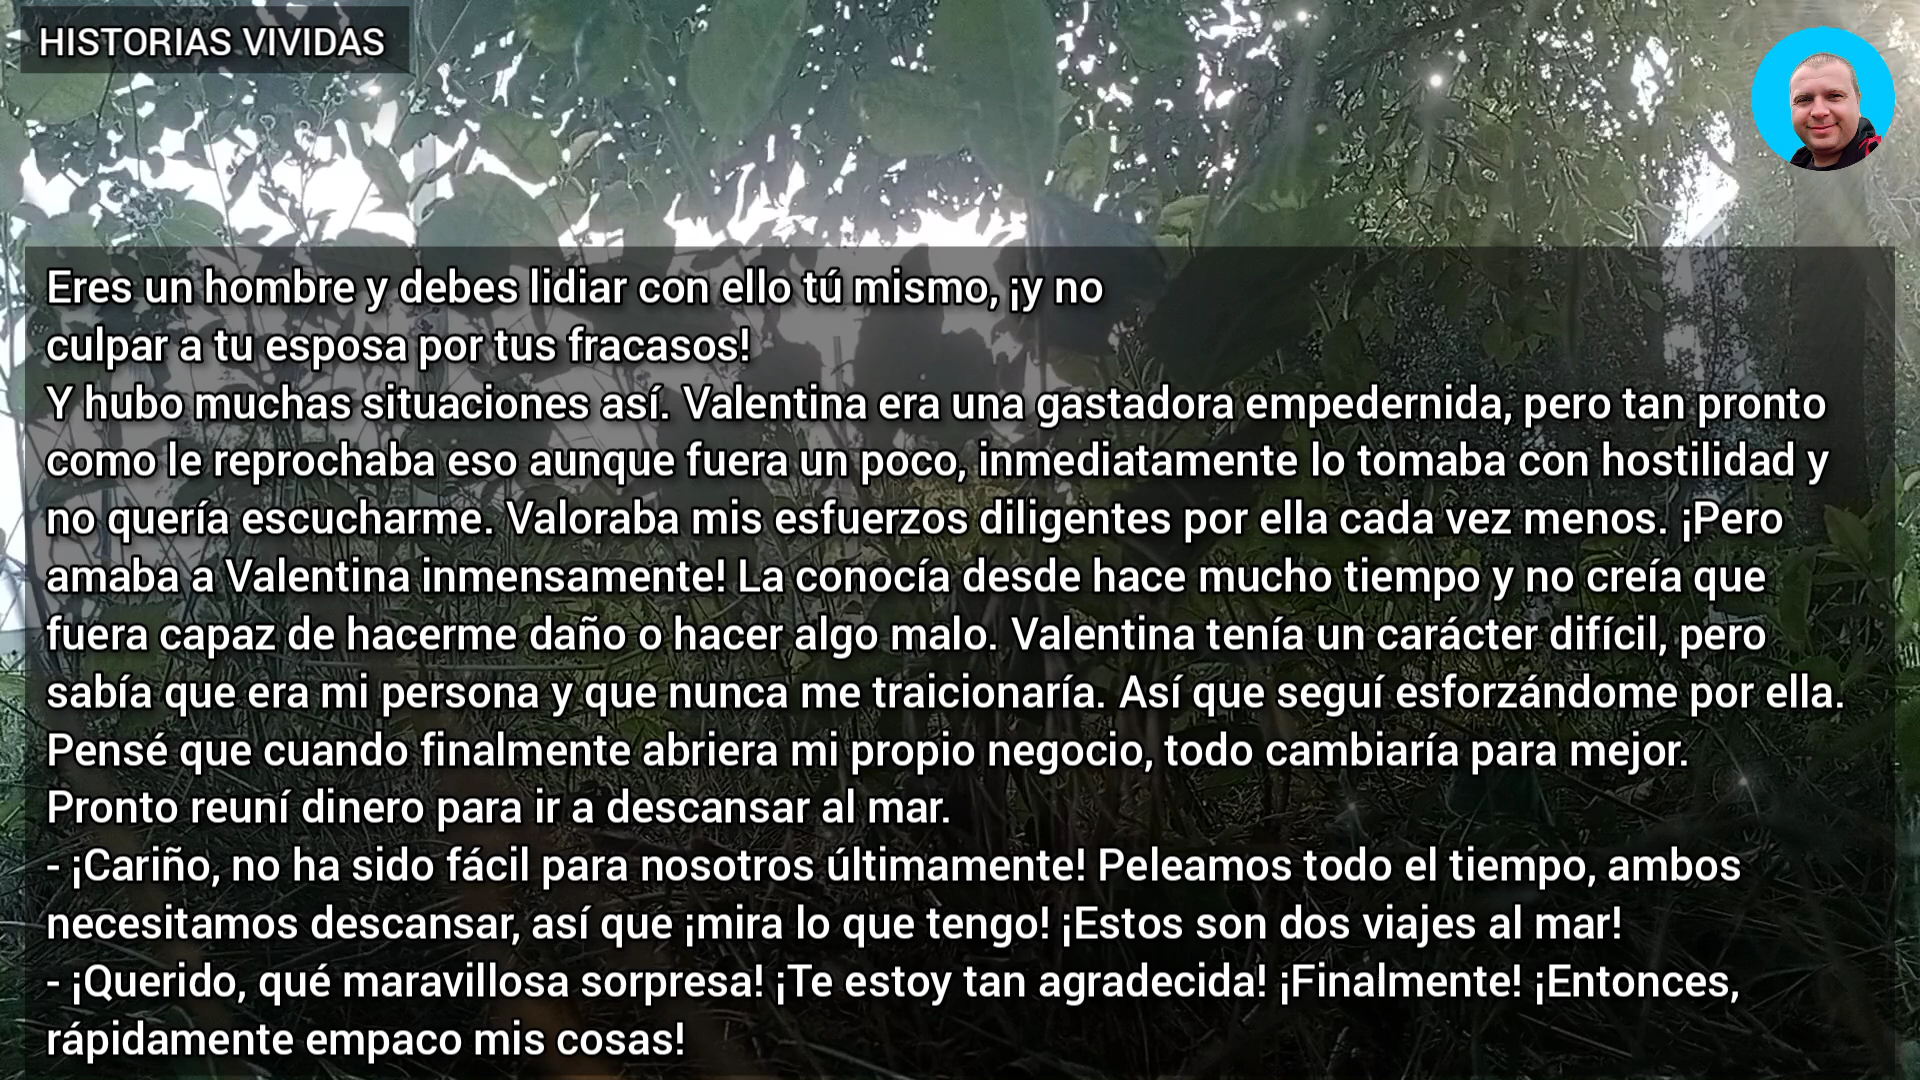 HISTORIAS VIVIDAS
Eres un hombre y debes lidiar con ello tú mismo, ¡y no
culpar a tu esposa por tus fracasos!
Y hubo muchas situaciones así. Valentina era una gastadora empedernida, pero tan pronto
como le reprochaba eso aunque fuera un poco, inmediatamente lo tomaba con hostilidad y
no quería escucharme. Valoraba mis esfuerzos diligentes por ella cada vez menos. ¡Pero
amaba a Valentina inmensamente! La conocía desde hace mucho tiempo y no creía que
fuera capaz de hacerme daño o hacer algo malo. Valentina tenía un carácter difícil, pero
sabía que era mi persona y que nunca me traicionaría. Así que seguí esforzándome por ella.
Pensé que cuando finalmente abriera mi propio negocio, todo cambiaría para mejor.
Pronto reuní dinero para ir a descansar al mar.
- ¡Cariño, no ha sido fácil para nosotros últimamente! Peleamos todo el tiempo, ambos
necesitamos descansar, así que ¡mira lo que tengo! ¡Estos son dos viajes al mar!
- ¡Querido, qué maravillosa sorpresa! ¡Te estoy tan agradecida! ¡Finalmente! ¡Entonces,
rápidamente empaco mis cosas!